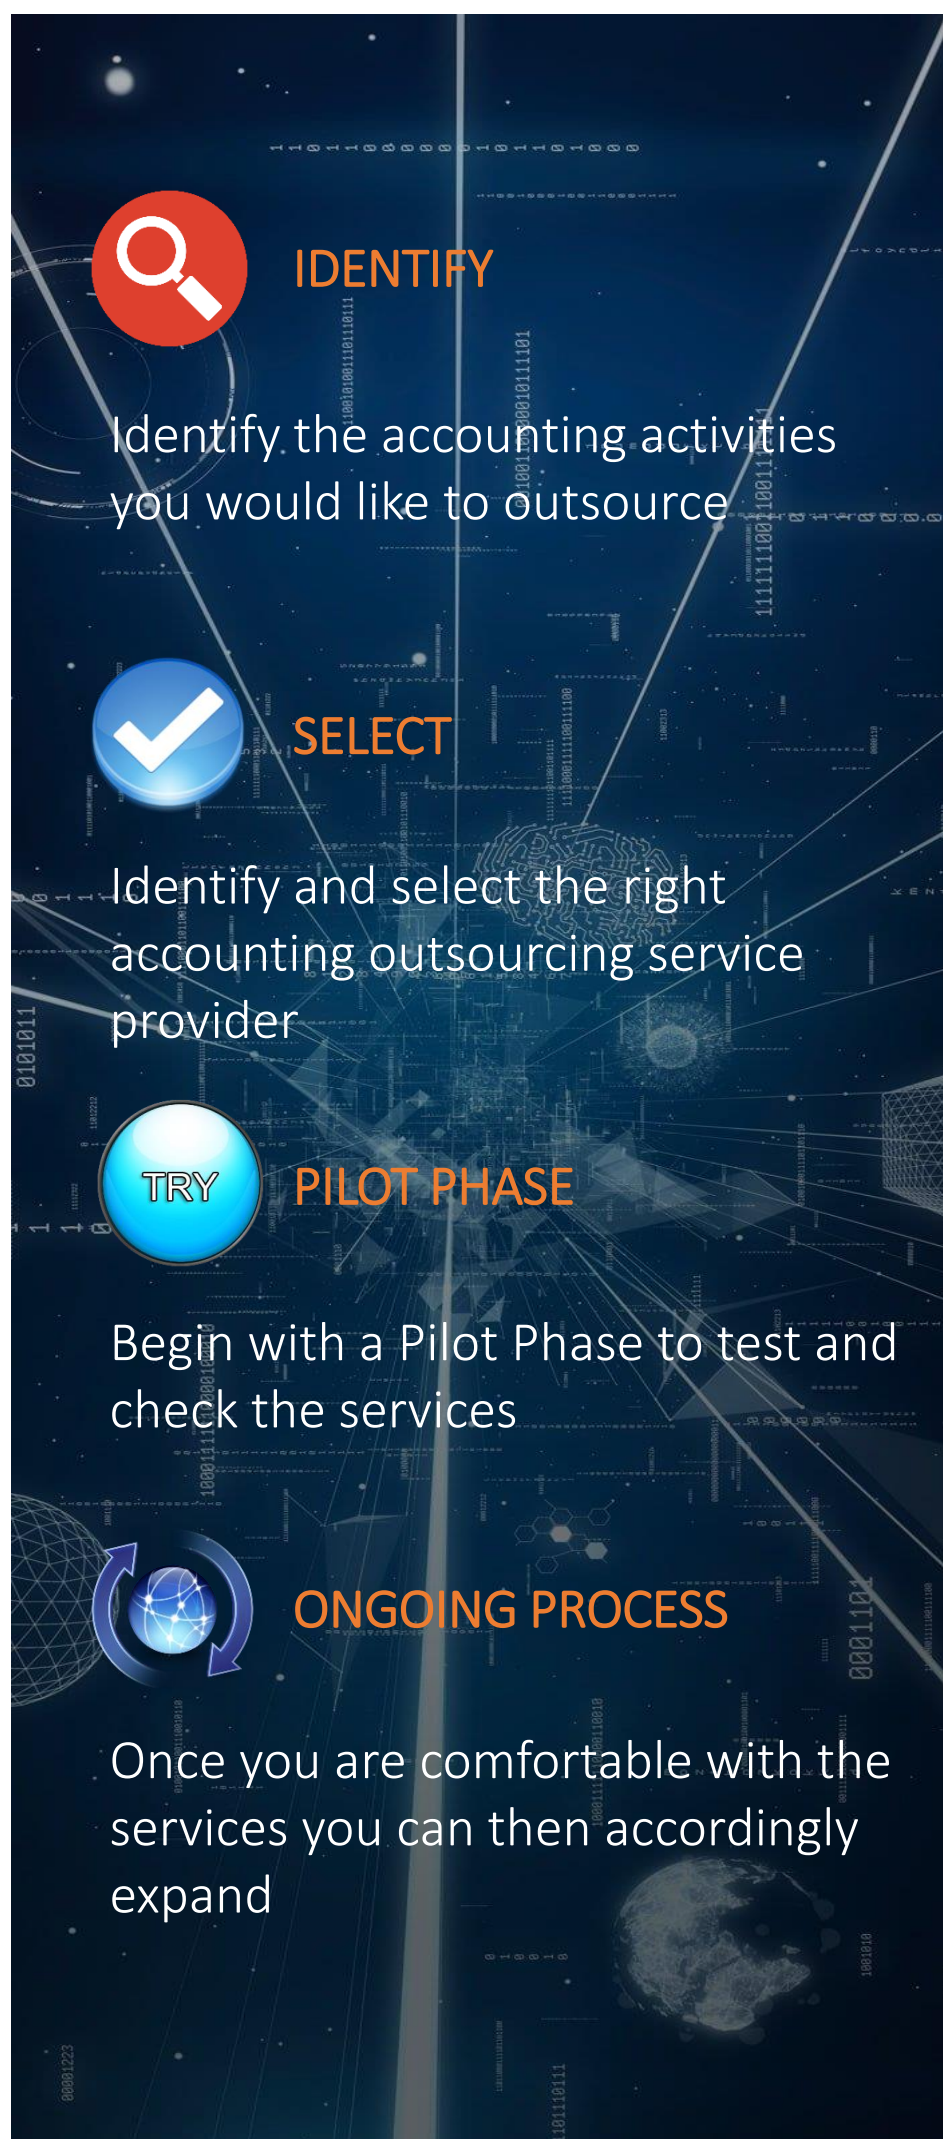 IDENTIFY
Identify the accounting activities
you would like to outsource
SELECT
Identify and select the right
accounting outsourcing service
provider
TRY
PILOT PHASE
Begin with a Pilot Phase to test and
check the services
ONGOING PROCESS
Once you are comfortable with the
services you can then accordingly
expand